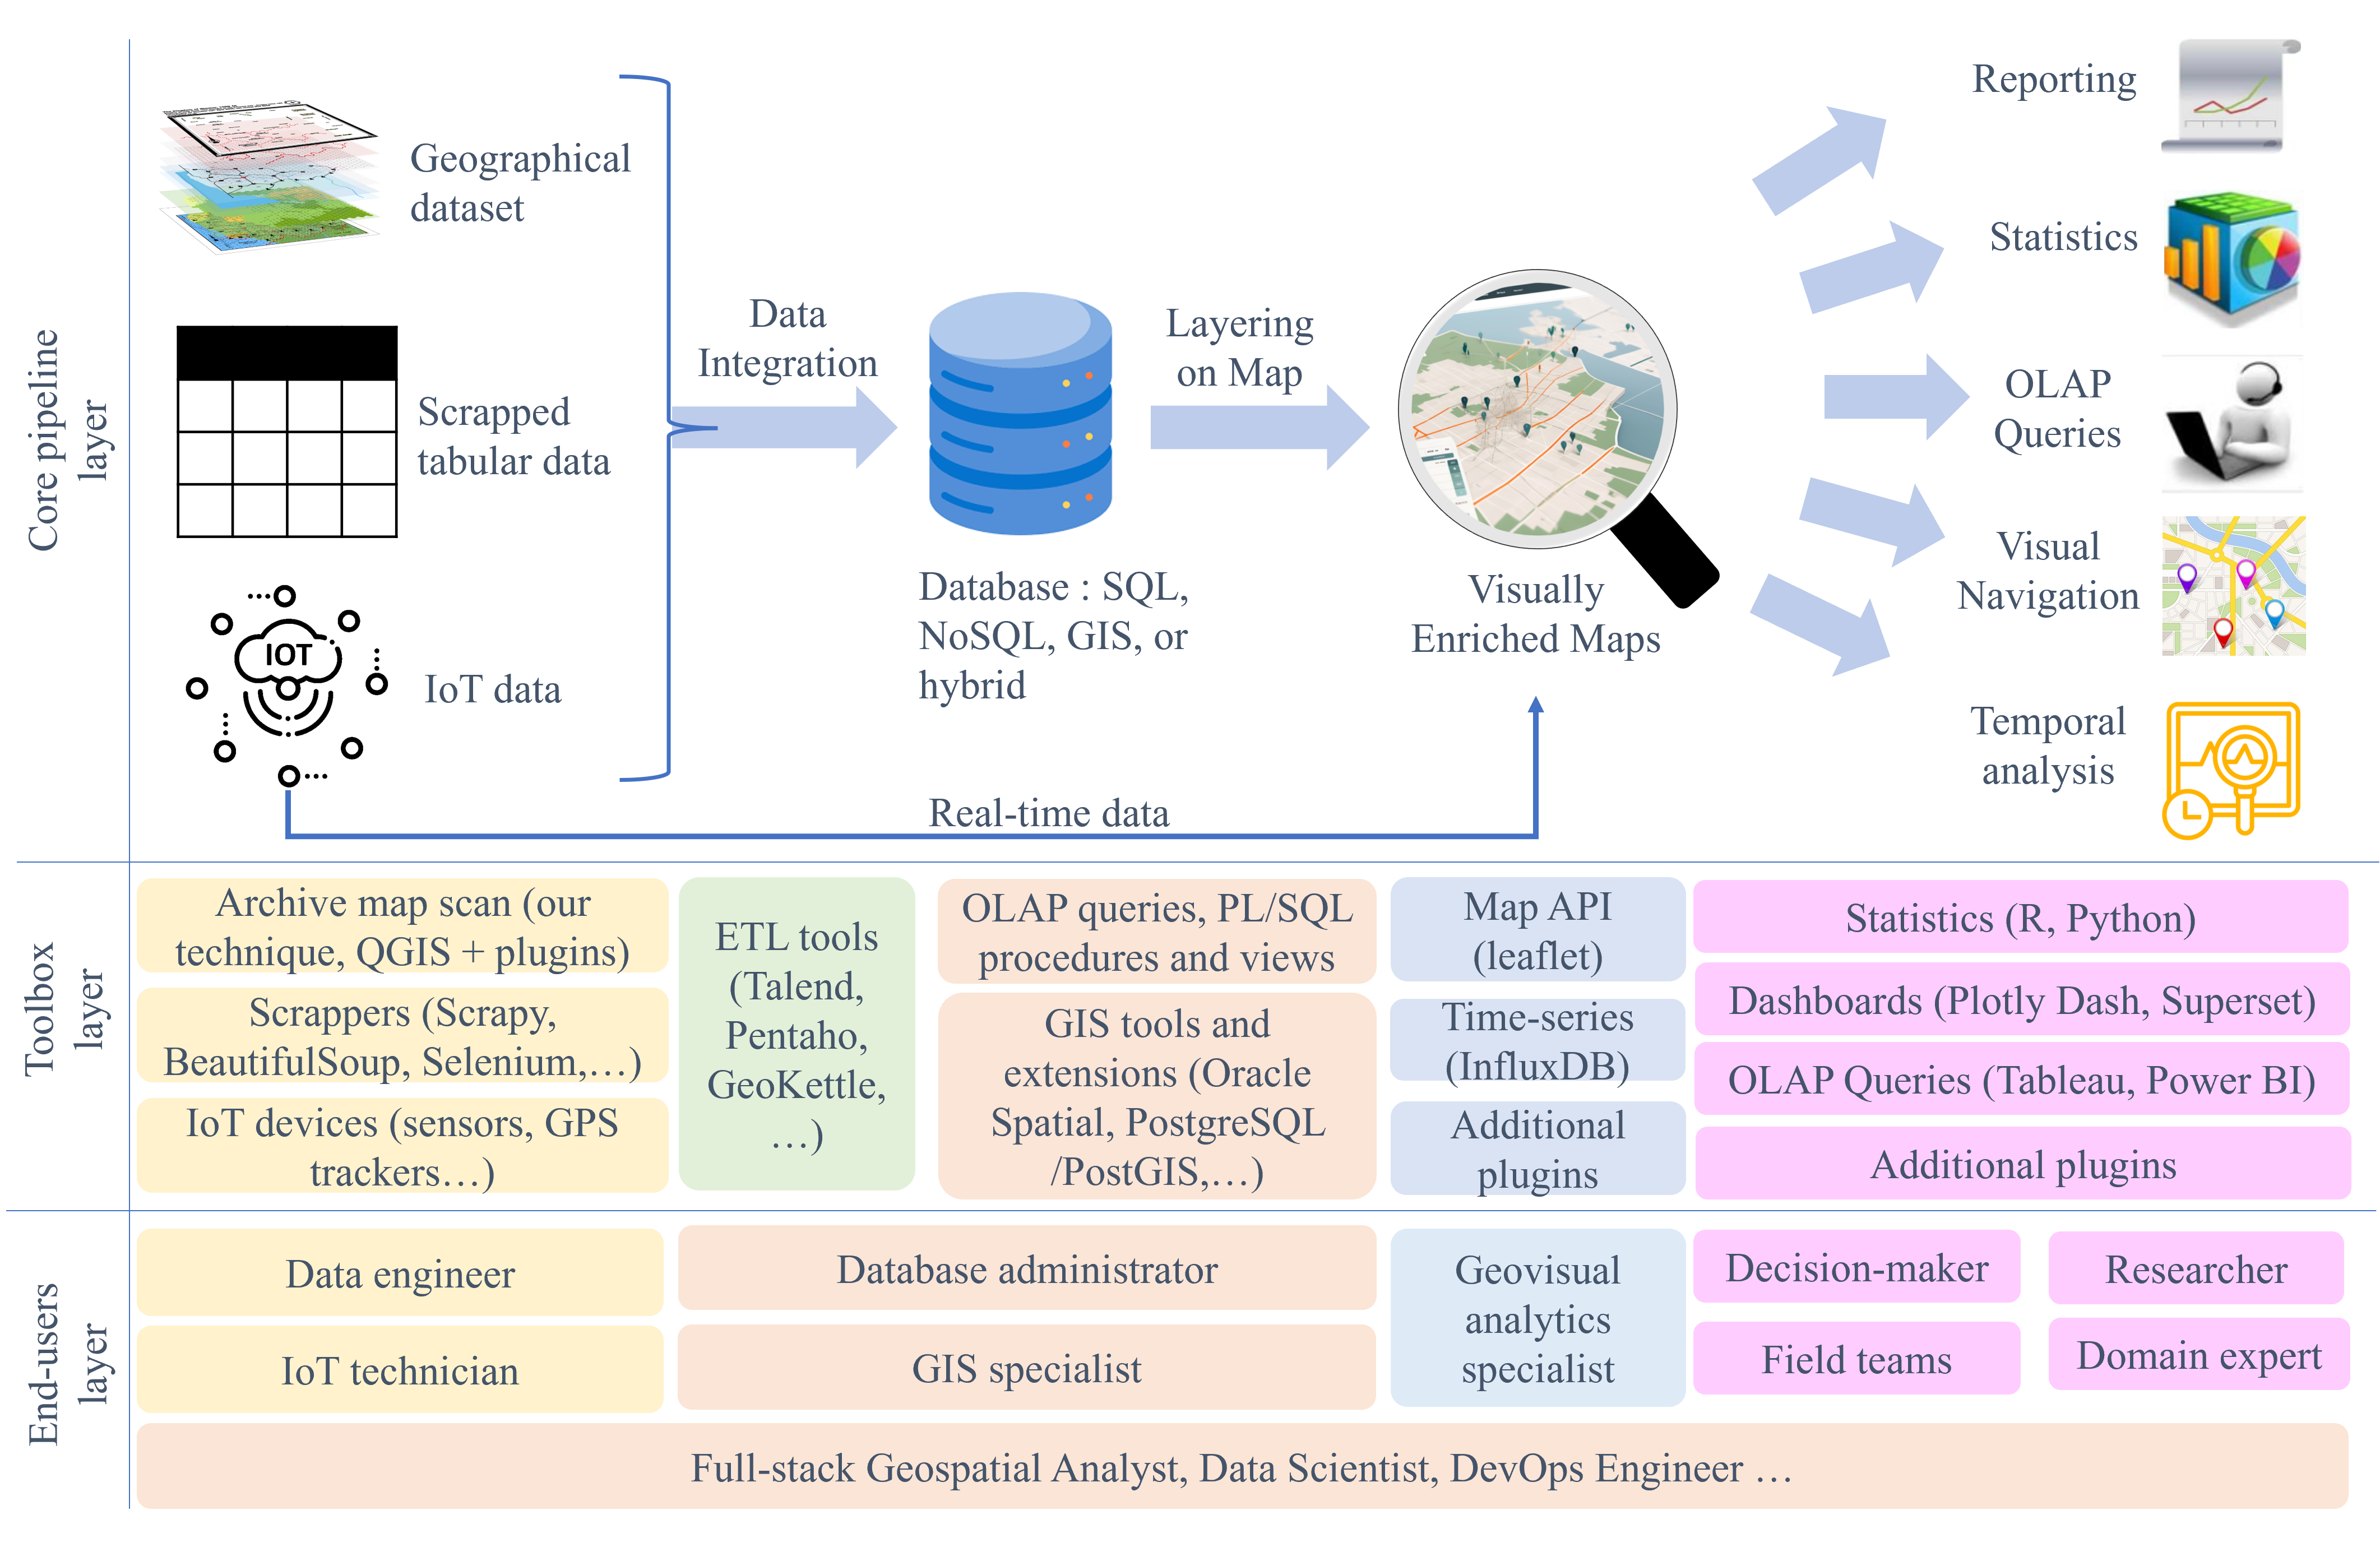 Core pipeline
layer
Geographical
dataset
Scrapped
tabular data
IOT
IoT data
Data
Integration
Database : SQL,
NoSQL, GIS, or
hybrid
Layering
on Map
Visually
Enriched Maps
Real-time data
Reporting
Statistics
OLAP
Queries
Visual
Navigation
Temporal
analysis
Toolbox
layer
Archive map scan (our
technique, QGIS + plugins)
Scrappers (Scrapy,
BeautifulSoup, Selenium,…)
IoT devices (sensors, GPS
trackers…)
ETL tools
(Talend,
Pentaho,
GeoKettle,
…)
OLAP queries, PL/SQL
procedures and views
GIS tools and
extensions (Oracle
Spatial, PostgreSQL
/PostGIS,…)
Map API
(leaflet)
Time-series
(InfluxDB)
Additional
plugins
Statistics (R, Python)
Dashboards (Plotly Dash, Superset)
OLAP Queries (Tableau, Power BI)
Additional plugins
End-users
layer
Data engineer
IoT technician
Database administrator
GIS specialist
Geovisual
analytics
specialist
Decision-maker
Researcher
Field teams
Domain expert
Full-stack Geospatial Analyst, Data Scientist, DevOps Engineer …